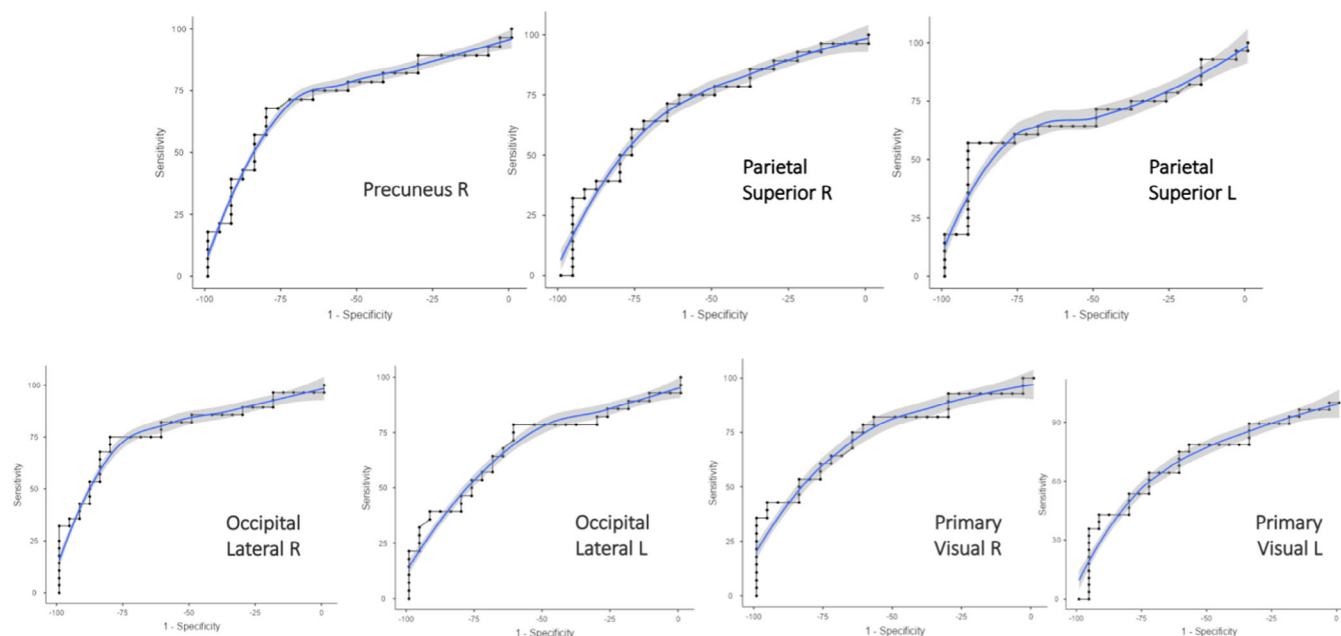 100
75
50
25
0
Sensitivity
-100
-75
-50
-25
0
1 - Specificity
Precuneus R
100
75
50
25
0
Sensitivity
-100
-75
-50
-25
0
1 - Specificity
Parietal
Superior R
100
75
50
25
0
Sensitivity
-100
-75
-50
-25
0
1 - Specificity
Parietal
Superior L
100
75
50
25
0
Sensitivity
-100
-75
-50
-25
0
1 - Specificity
Occipital
Lateral R
100
75
50
25
0
Sensitivity
-100
-75
-50
-25
0
1 - Specificity
Occipital
Lateral L
100
75
50
25
0
Sensitivity
-100
-75
-50
-25
0
1 - Specificity
Primary
Visual R
90
60
30
0
Sensitivity
-100
-75
-50
-25
0
1 - Specificity
Primary
Visual L